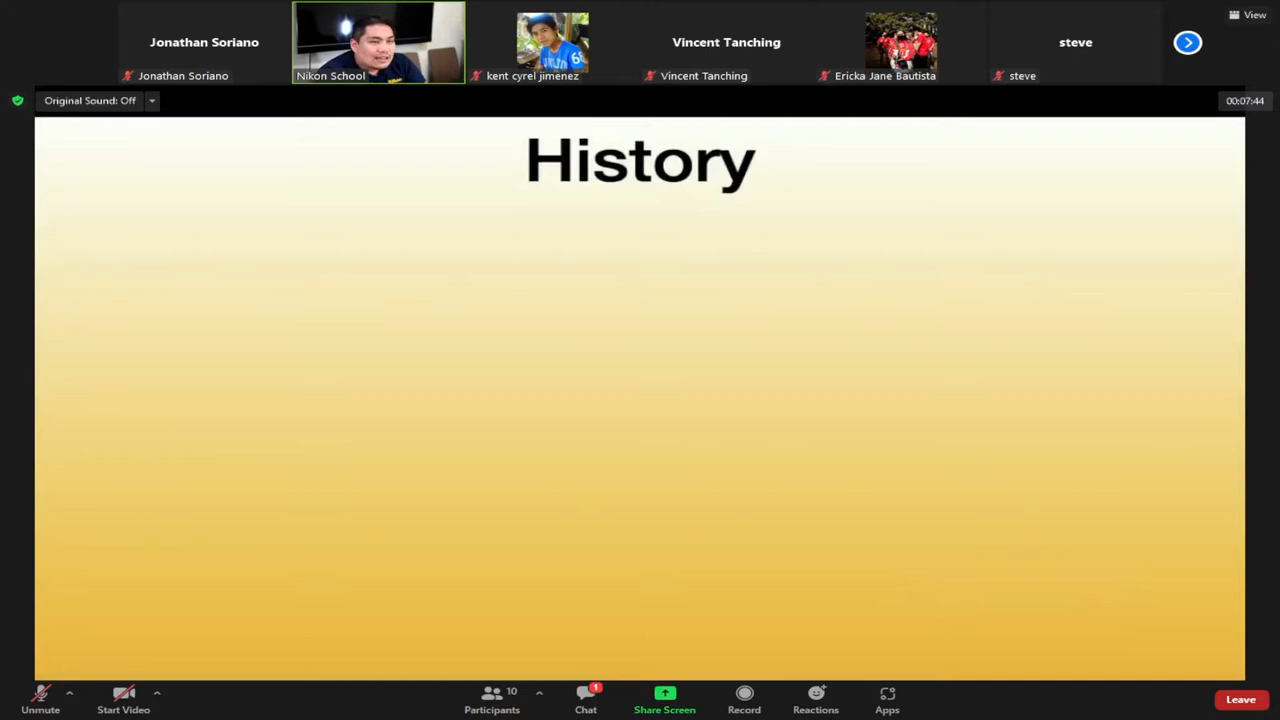 View
Jonathan Soriano
Vincent Tanching
steve
Jonathan Soriano
Nikon School
kent cyrel jimenez
Vincent Tanching
Ericka Jane Bautista
steve
Original Sound: Off
00:07:44
History
Unmute
Start Video
Participants
10
Chat
1
Share Screen
Record
Reactions
Apps
Leave